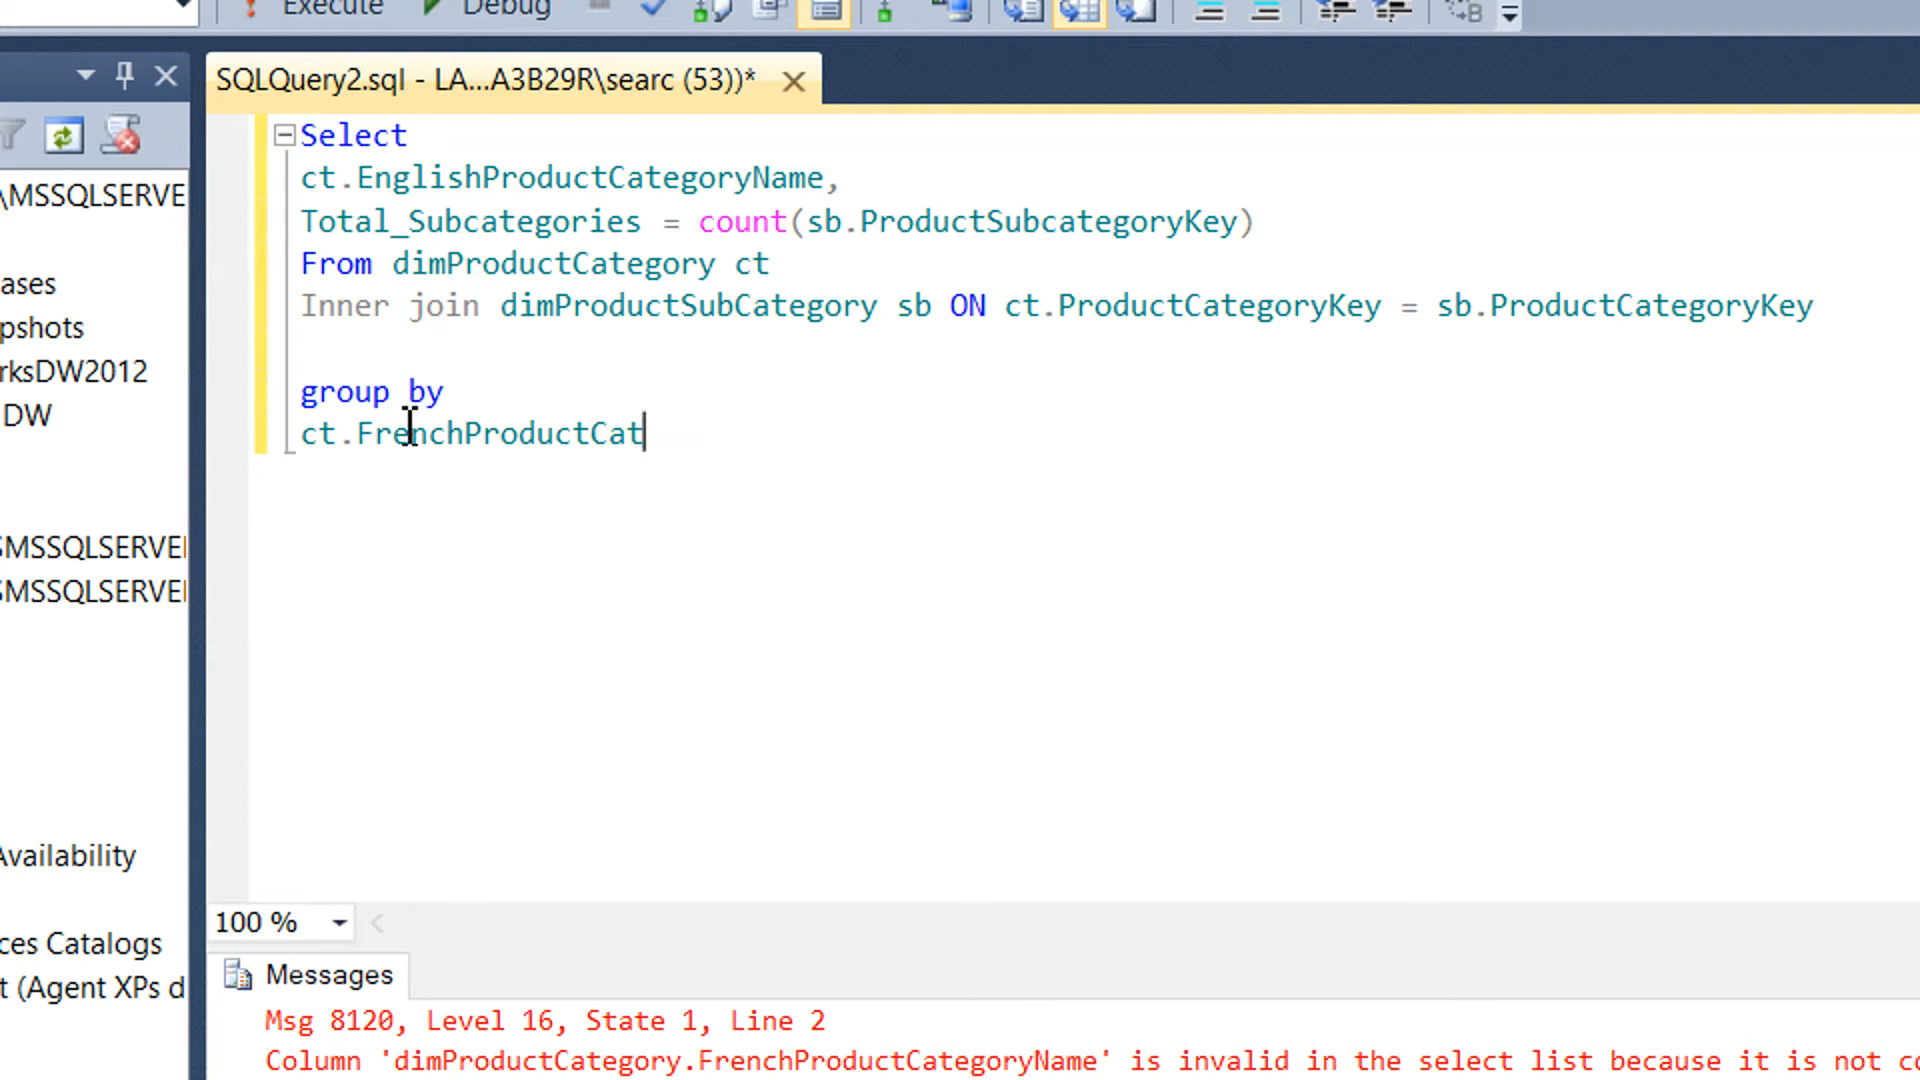 Execute
Debug
SQLQuery2.sql - LA...A3B29R\searc (53))*
\MSSQLSERVE
ases
pshots
rksDW2012
DW
MSSQLSERVE
MSSQLSERVE
Availability
ces Catalogs
t (Agent XPs d
Select
ct.EnglishProductCategoryName,
Total_Subcategories = count(sb.ProductSubcategoryKey)
From dimProductCategory ct
Inner join dimProductSubCategory sb ON ct.ProductCategoryKey = sb.ProductCategoryKey
group by
ct.FrenchProductCat
100 %
Messages
Msg 8120, Level 16, State 1, Line 2
Column 'dimProductCategory.FrenchProductCategoryName' is invalid in the select list because it is not co